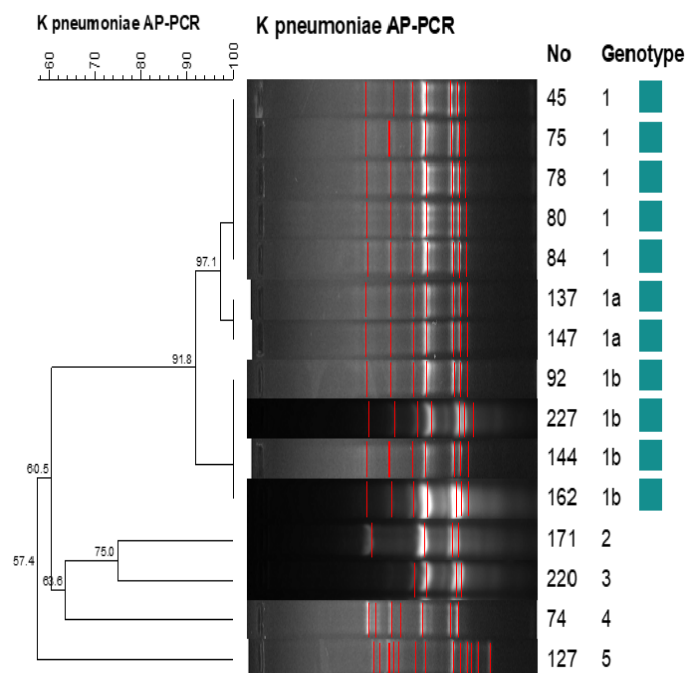 K pneumoniae AP-PCR
K pneumoniae AP-PCR
60 70 80 90 100
No Genotype
45 1
75 1
78 1
80 1
84 1
97.1
137 1a
147 1a
91.8
92 1b
227 1b
144 1b
60.5
162 1b
171 2
75.0
57.4
63.6
220 3
74 4
127 5